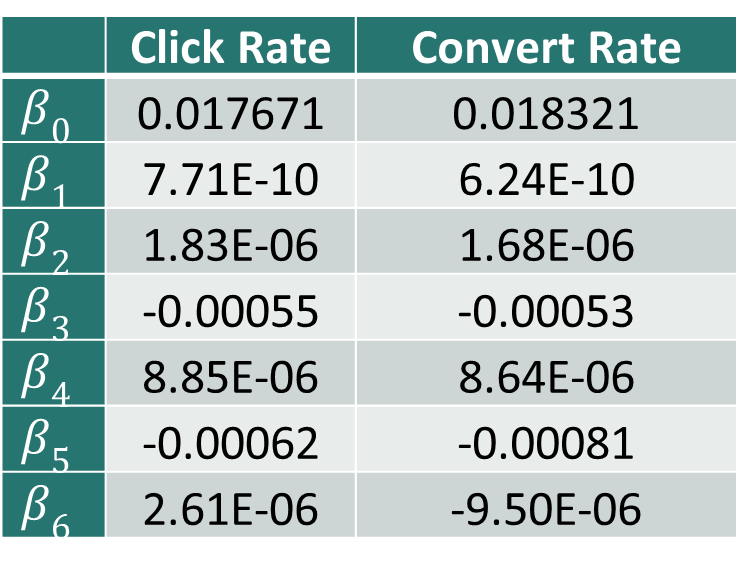 Click Rate Convert Rate
β0 0.017671 0.018321
β1 7.71E-10 6.24E-10
β2 1.83E-06 1.68E-06
β3 -0.00055 -0.00053
β4 8.85E-06 8.64E-06
β5 -0.00062 -0.00081
β6 2.61E-06 -9.50E-06